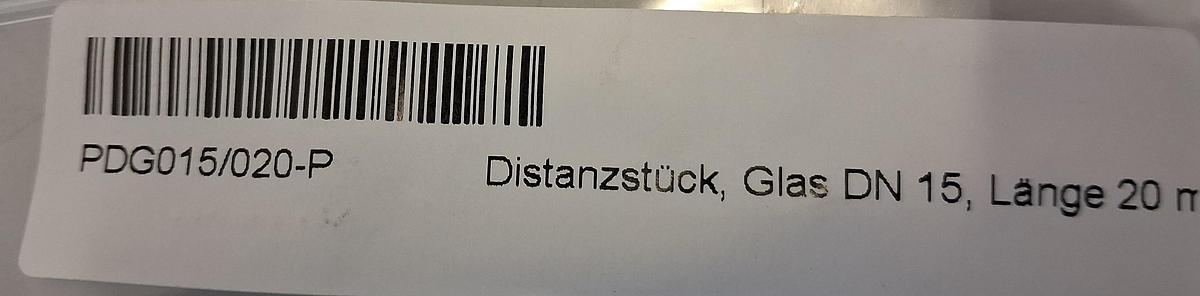 PDG015/020-P Distanzstück, Glas DN 15, Länge 20